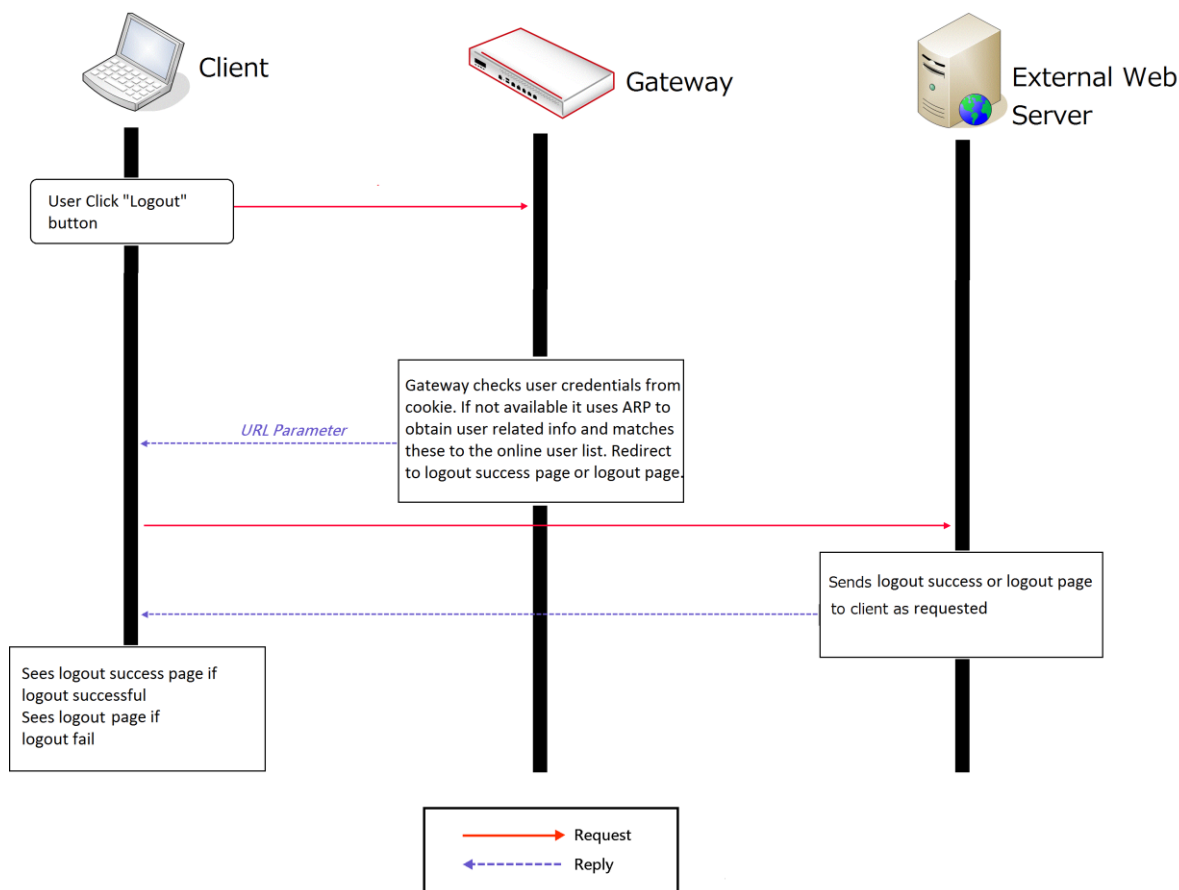 Client
Gateway
External Web
Server
User Click "Logout"
button
Gateway checks user credentials from
cookie. If not available it uses ARP to
obtain user related info and matches
these to the online user list. Redirect
to logout success page or logout page.
URL Parameter
Sends logout success or logout page
to client as requested
Sees logout success page if
logout successful
Sees logout page if
logout fail
Request
Reply